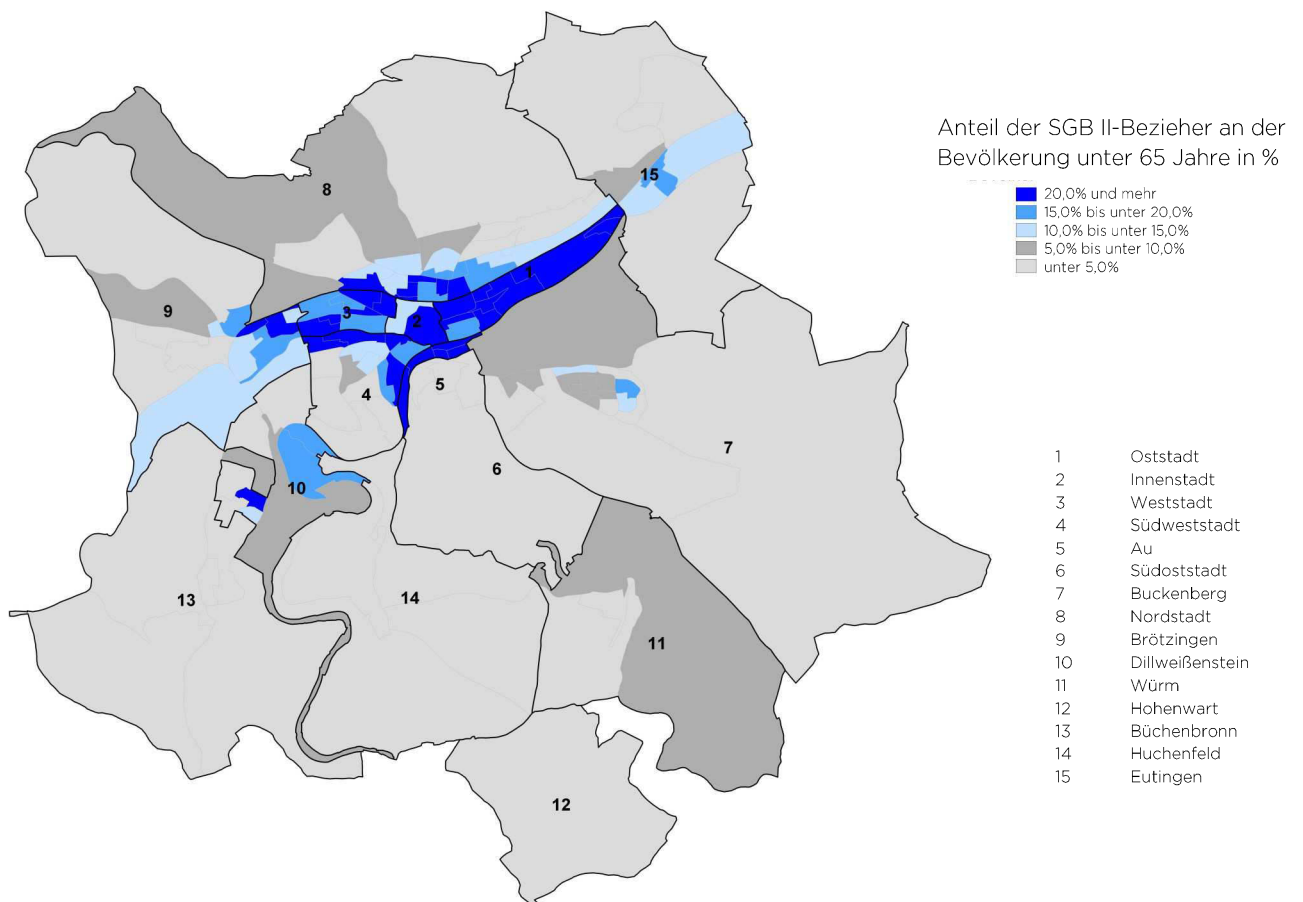 Anteil der SGB II-Bezieher an der
Bevölkerung unter 65 Jahre in %
20,0% und mehr
15,0% bis unter 20,0%
10,0% bis unter 15,0%
5,0% bis unter 10,0%
unter 5,0%
15
8
1
9
3
2
5
4
7
6
10
13
14
11
12
1 Oststadt
2 Innenstadt
3 Weststadt
4 Südweststadt
5 Au
6 Südoststadt
7 Buckenberg
8 Nordstadt
9 Brötzingen
10 Dillweißenstein
11 Würm
12 Hohenwart
13 Büchenbronn
14 Huchenfeld
15 Eutingen